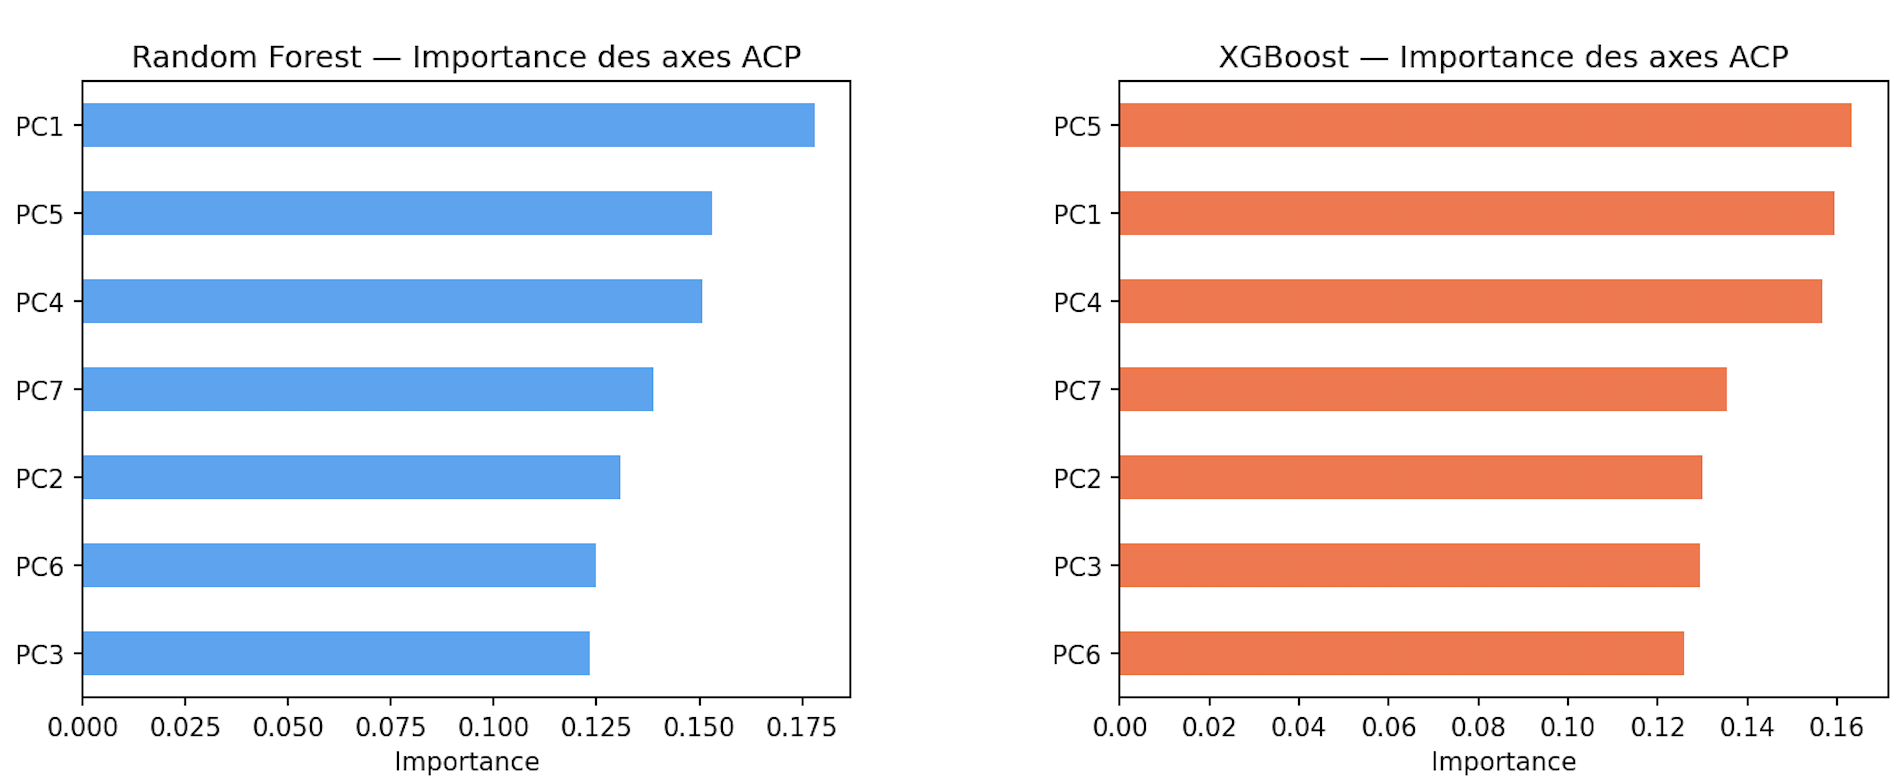 Random Forest — Importance des axes ACP
PC1
PC5
PC4
PC7
PC2
PC6
PC3
0.000 0.025 0.050 0.075 0.100 0.125 0.150 0.175
Importance
XGBoost — Importance des axes ACP
PC5
PC1
PC4
PC7
PC2
PC3
PC6
0.00 0.02 0.04 0.06 0.08 0.10 0.12 0.14 0.16
Importance